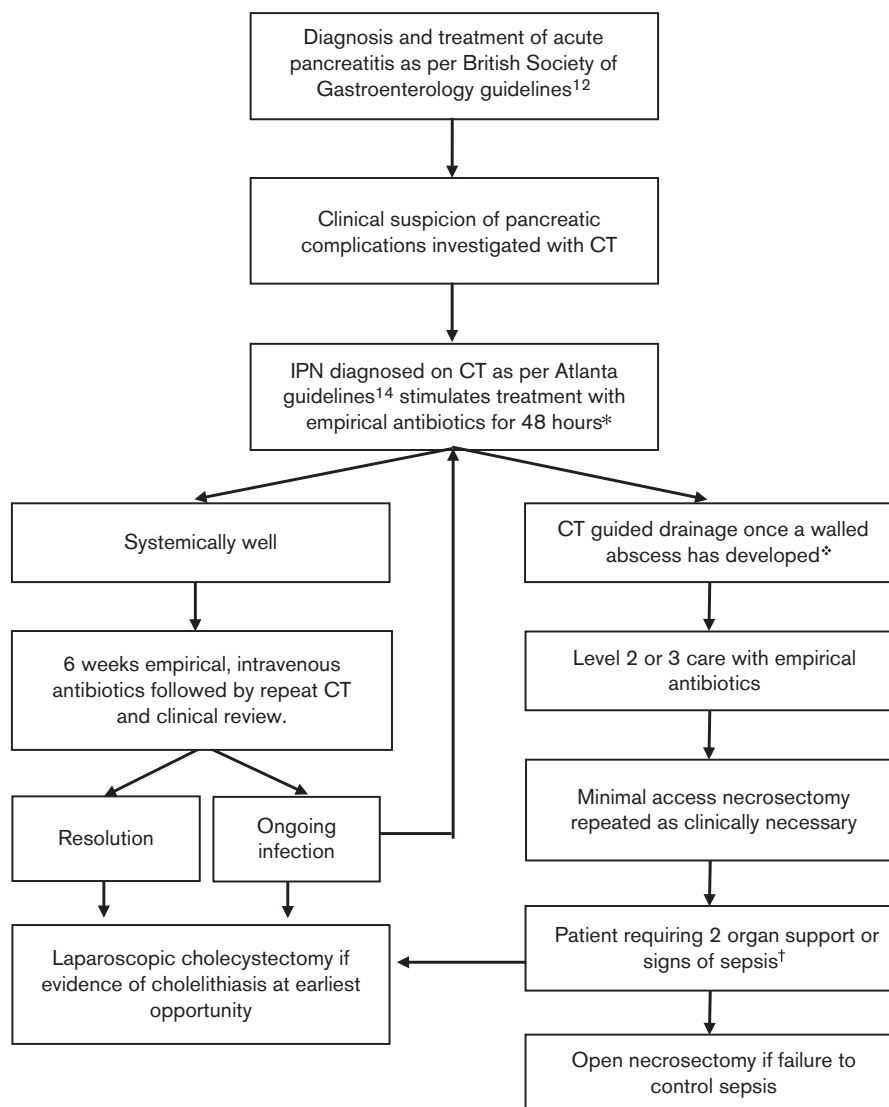 Diagnosis and treatment of acute
pancreatitis as per British Society of
Gastroenterology guidelines¹²
Clinical suspicion of pancreatic
complications investigated with CT
IPN diagnosed on CT as per Atlanta
guidelines¹⁴ stimulates treatment with
empirical antibiotics for 48 hours*
Systemically well
6 weeks empirical, intravenous
antibiotics followed by repeat CT
and clinical review.
Resolution
Ongoing
infection
Laparoscopic cholecystectomy if
evidence of cholelithiasis at earliest
opportunity
CT guided drainage once a walled
abscess has developed❖
Level 2 or 3 care with empirical
antibiotics
Minimal access necrosectomy
repeated as clinically necessary
Patient requiring 2 organ support or
signs of sepsis†
Open necrosectomy if failure to
control sepsis